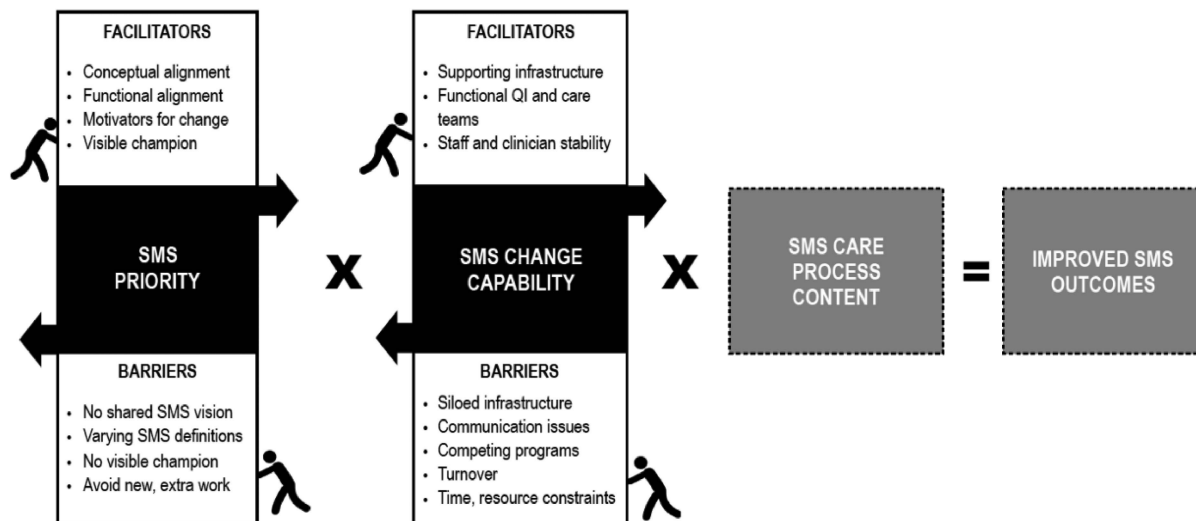 FACILITATORS
• Conceptual alignment
• Functional alignment
• Motivators for change
• Visible champion
SMS
PRIORITY
BARRIERS
• No shared SMS vision
• Varying SMS definitions
• No visible champion
• Avoid new, extra work
X
FACILITATORS
• Supporting infrastructure
• Functional QI and care
teams
• Staff and clinician stability
SMS CHANGE
CAPABILITY
BARRIERS
• Siloed infrastructure
• Communication issues
• Competing programs
• Turnover
• Time, resource constraints
X
SMS CARE
PROCESS
CONTENT
=
IMPROVED SMS
OUTCOMES